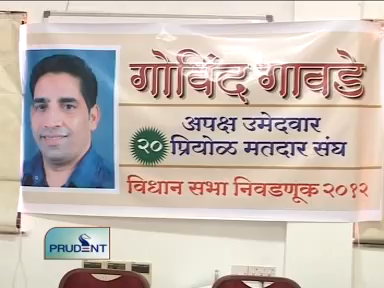 गोविंद गावडे
अपक्ष उमेदवार
२० प्रियोळ मतदार संघ
विधान सभा निवडणूक २०१२
PRUDENT